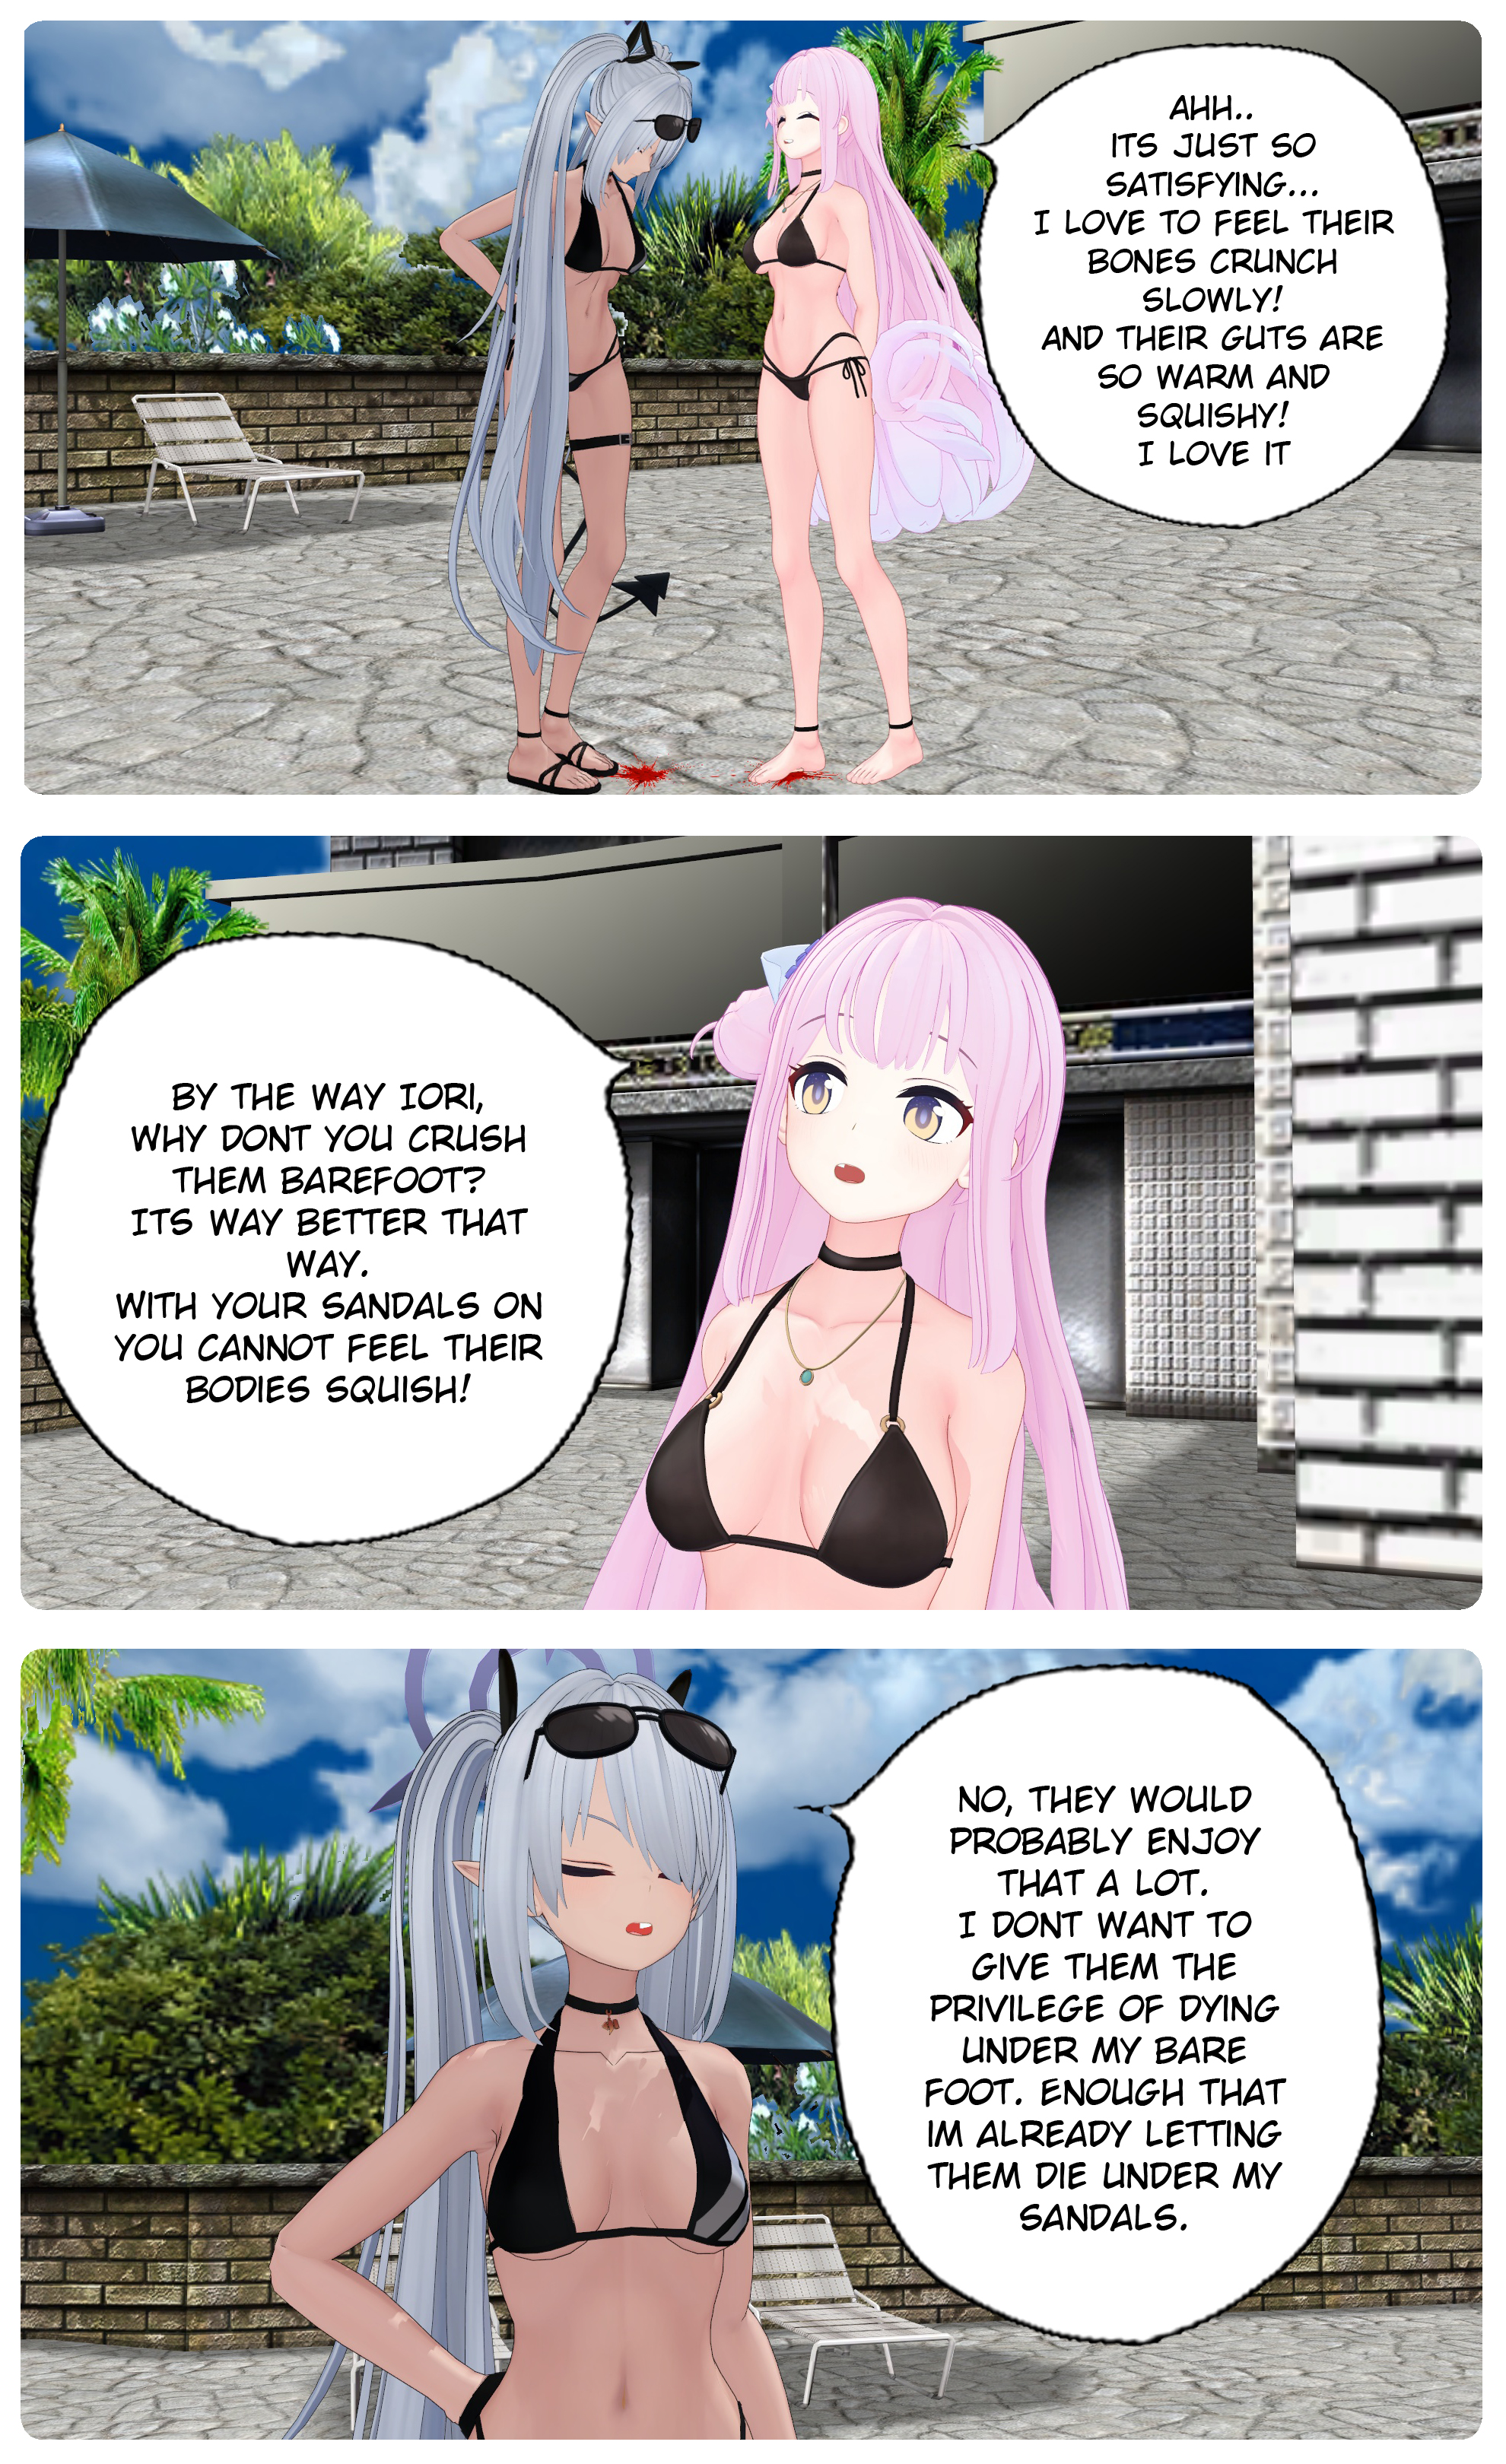 AHH..
ITS JUST SO
SATISFYING...
I LOVE TO FEEL THEIR
BONES CRUNCH
SLOWLY!
AND THEIR GUTS ARE
SO WARM AND
SQUISHY!
I LOVE IT
BY THE WAY IORI,
WHY DONT YOU CRUSH
THEM BAREFOOT?
ITS WAY BETTER THAT
WAY.
WITH YOUR SANDALS ON
YOU CANNOT FEEL THEIR
BODIES SQUISH!
NO, THEY WOULD
PROBABLY ENJOY
THAT A LOT.
I DONT WANT TO
GIVE THEM THE
PRIVILEGE OF DYING
UNDER MY BARE
FOOT. ENOUGH THAT
IM ALREADY LETTING
THEM DIE UNDER MY
SANDALS.